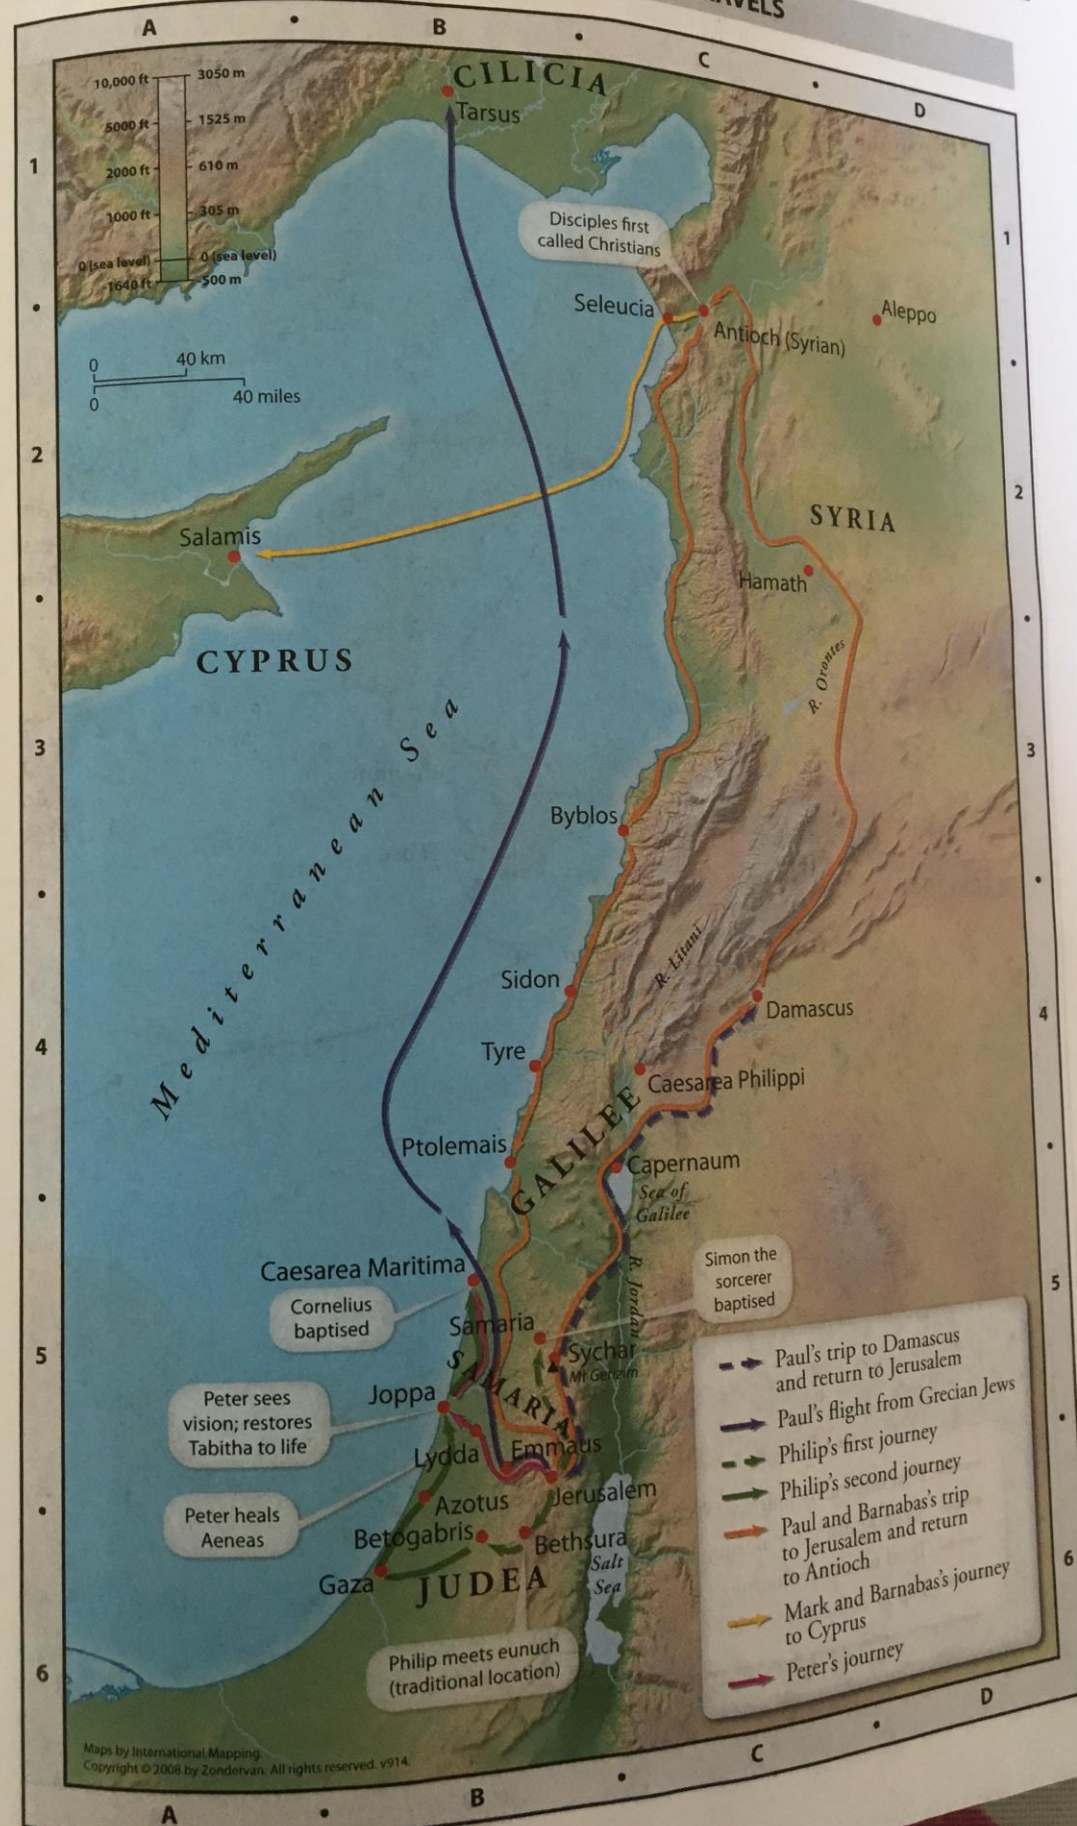 A
B
C
D
1
2
3
4
5
6
1
2
3
4
5
6
A
B
C
D
10,000 ft
3050 m
5000 ft
1525 m
2000 ft
610 m
1000 ft
305 m
0 (sea level)
0 (sea level)
-1640 ft
-500 m
0
40 km
0
40 miles
CILICIA
Tarsus
Disciples first
called Christians
Seleucia
Antioch (Syrian)
Aleppo
Salamis
CYPRUS
SYRIA
Hamath
R. Orontes
Mediterranean Sea
Byblos
Sidon
R. Litani
Damascus
Tyre
Caesarea Philippi
GALILEE
Ptolemais
Capernaum
Sea of
Galilee
R. Jordan
Caesarea Maritima
Cornelius
baptised
Simon the
sorcerer
baptised
Samaria
Sychar
Mt Gerizim
SAMARIA
Joppa
Peter sees
vision; restores
Tabitha to life
Lydda
Emmaus
Peter heals
Aeneas
Azotus
Jerusalem
Betogabris
Bethsura
Gaza
JUDEA
Salt
Sea
Philip meets eunuch
(traditional location)
Paul's trip to Damascus
and return to Jerusalem
Paul's flight from Grecian Jews
Philip's first journey
Philip's second journey
Paul and Barnabas's trip
to Jerusalem and return
to Antioch
Mark and Barnabas's journey
to Cyprus
Peter's journey
Maps by International Mapping.
Copyright © 2008 by Zondervan. All rights reserved. v914.